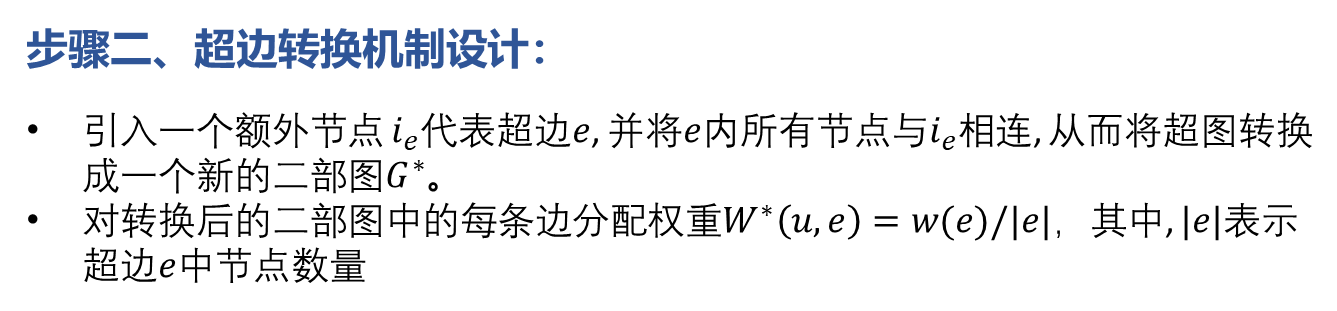 步骤二、超边转换机制设计：
• 引入一个额外节点 𝑖ₑ代表超边𝑒, 并将𝑒内所有节点与𝑖ₑ相连, 从而将超图转换
成一个新的二部图𝐺*。
• 对转换后的二部图中的每条边分配权重𝑊*(𝑢, 𝑒) = 𝑤(𝑒)/|𝑒|，其中, |𝑒|表示
超边𝑒中节点数量